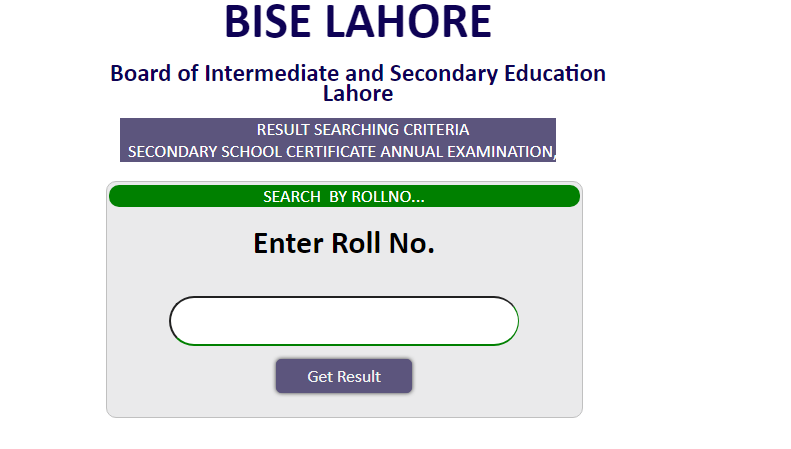 BISE LAHORE
Board of Intermediate and Secondary Education
Lahore
RESULT SEARCHING CRITERIA
SECONDARY SCHOOL CERTIFICATE ANNUAL EXAMINATION,
SEARCH BY ROLLNO...
Enter Roll No.
Get Result